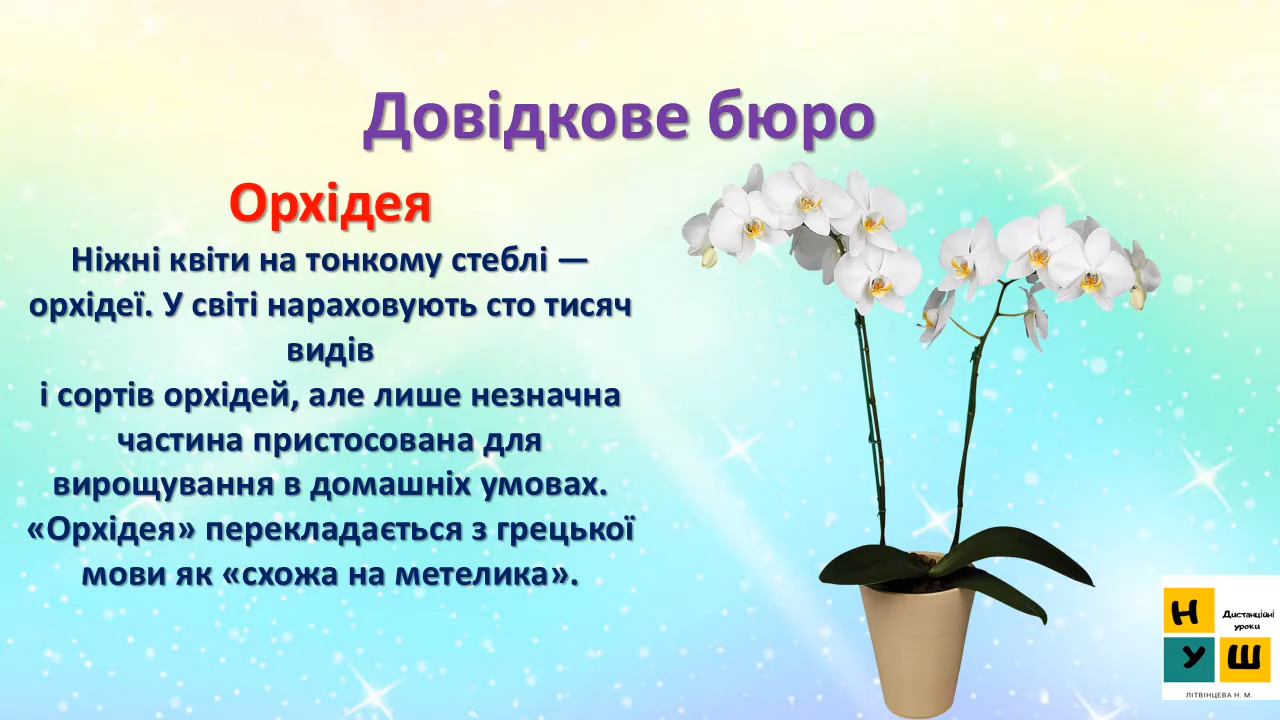 Довідкове бюро
Орхідея
Ніжні квіти на тонкому стеблі —
орхідеї. У світі нараховують сто тисяч
видів
і сортів орхідей, але лише незначна
частина пристосована для
вирощування в домашніх умовах.
«Орхідея» перекладається з грецької
мови як «схожа на метелика».
Н
Дистанційні
уроки
У Ш
ЛІТВІНЦЕВА Н. М.